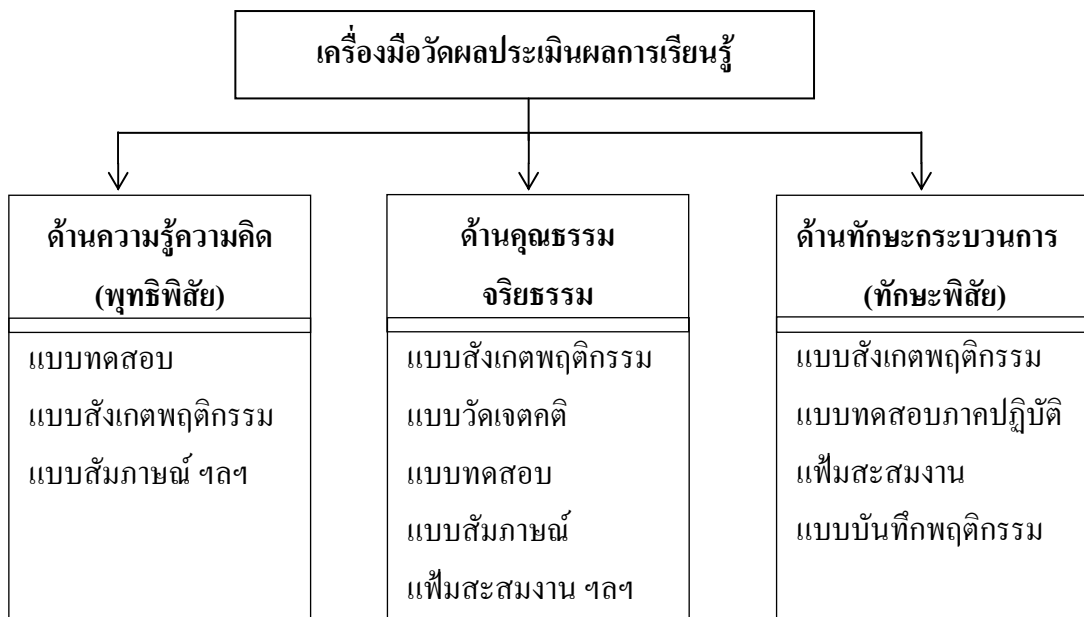 เครื่องมือวัดผลประเมินผลการเรียนรู้
ด้านความรู้ความคิด
(พุทธิพิสัย)
แบบทดสอบ
แบบสังเกตพฤติกรรม
แบบสัมภาษณ์ ฯลฯ
ด้านคุณธรรม
จริยธรรม
แบบสังเกตพฤติกรรม
แบบวัดเจตคติ
แบบทดสอบ
แบบสัมภาษณ์
แฟ้มสะสมงาน ฯลฯ
ด้านทักษะกระบวนการ
(ทักษะพิสัย)
แบบสังเกตพฤติกรรม
แบบทดสอบภาคปฏิบัติ
แฟ้มสะสมงาน
แบบบันทึกพฤติกรรม